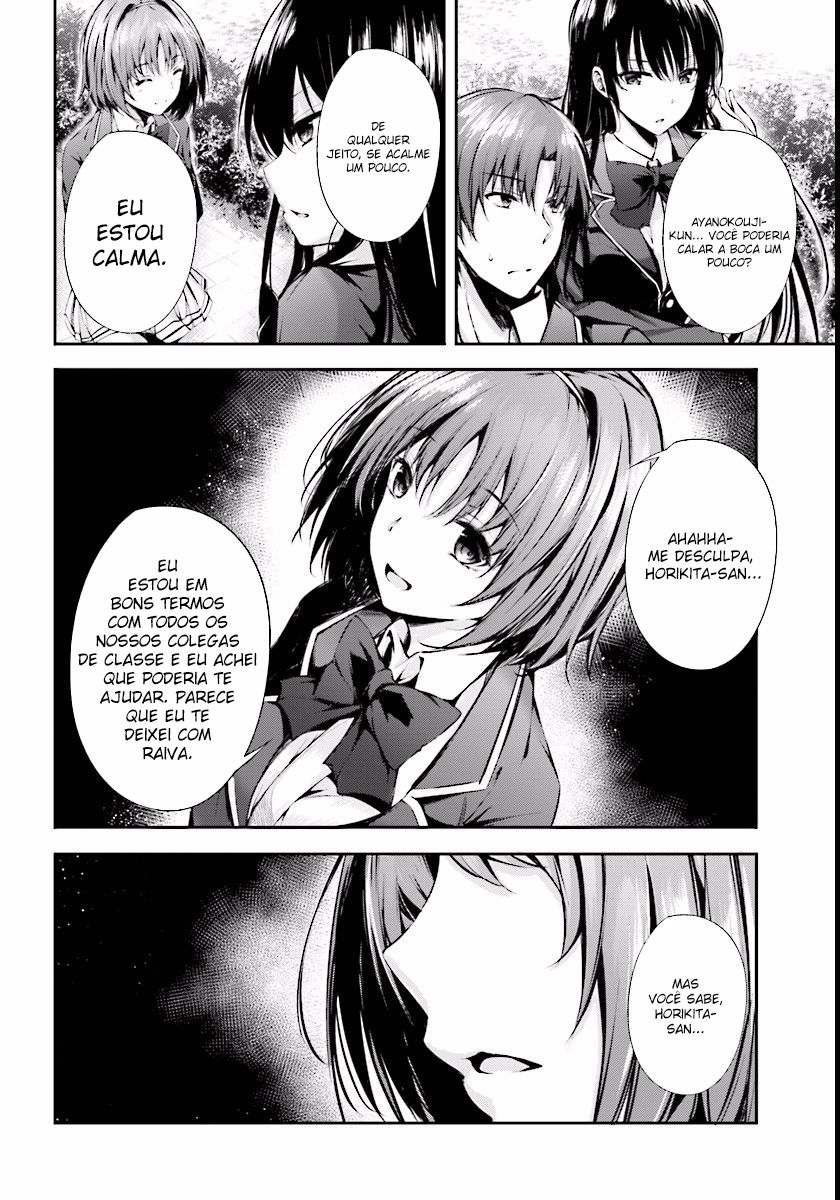 AYANOKOUJI-
KUN... VOCÊ PODERIA
CALAR A BOCA UM
POUCO?
DE
QUALQUER
JEITO, SE ACALME
UM POUCO.
EU
ESTOU
CALMA.
AHAHHA-
ME DESCULPA,
HORIKITA-SAN...
EU
ESTOU EM
BONS TERMOS
COM TODOS OS
NOSSOS COLEGAS
DE CLASSE E EU ACHEI
QUE PODERIA TE
AJUDAR. PARECE
QUE EU TE
DEIXEI COM
RAIVA.
MAS
VOCÊ SABE,
HORIKITA-
SAN...